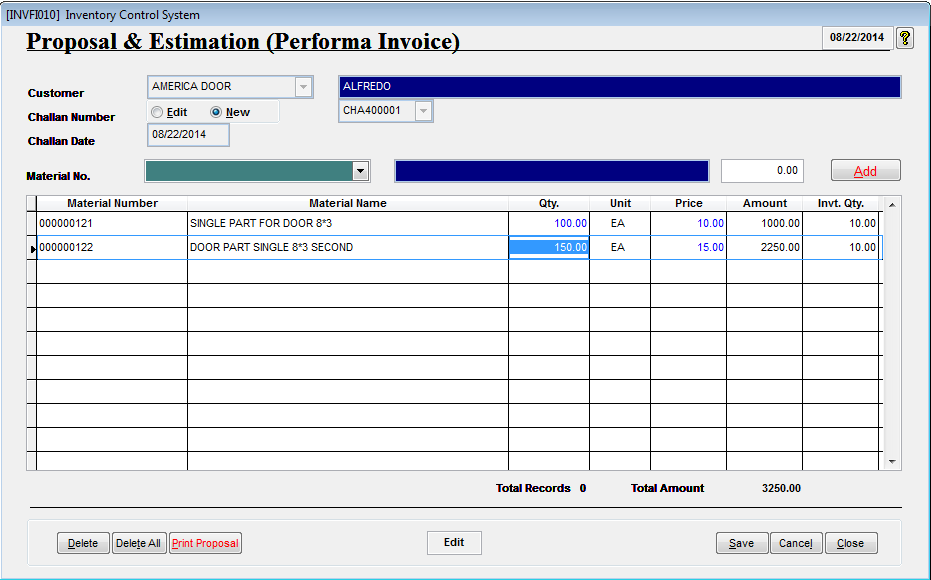 [INVFI010] Inventory Control System
Proposal & Estimation (Performa Invoice) 08/22/2014 ?
Customer AMERICA DOOR ALFREDO
Challan Number Edit New CHA400001
Challan Date 08/22/2014
Material No. 0.00 Add
Material Number Material Name Qty. Unit Price Amount Invt. Qty.
000000121 SINGLE PART FOR DOOR 8*3 100.00 EA 10.00 1000.00 10.00
000000122 DOOR PART SINGLE 8*3 SECOND 150.00 EA 15.00 2250.00 10.00
Total Records 0 Total Amount 3250.00
Delete Delete All Print Proposal Edit Save Cancel Close